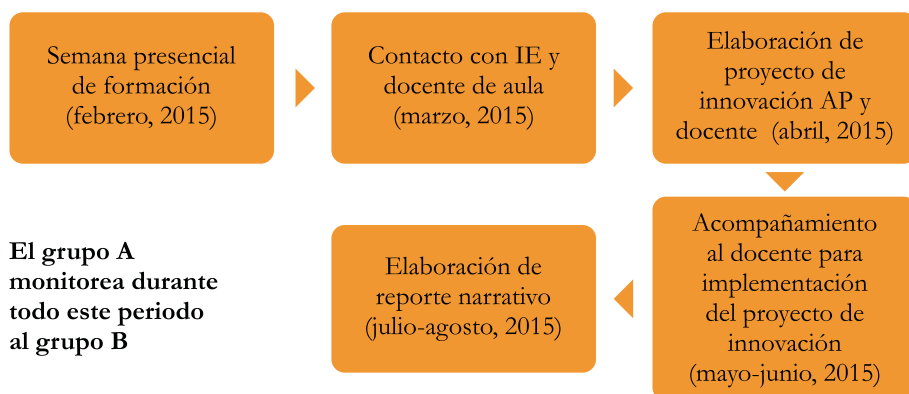 Semana presencial
de formación
(febrero, 2015)
Contacto con IE y
docente de aula
(marzo, 2015)
Elaboración de
proyecto de
innovación AP y
docente (abril, 2015)
Acompañamiento
al docente para
implementación
del proyecto de
innovación
(mayo-junio, 2015)
Elaboración de
reporte narrativo
(julio-agosto, 2015)
El grupo A
monitorea durante
todo este periodo
al grupo B